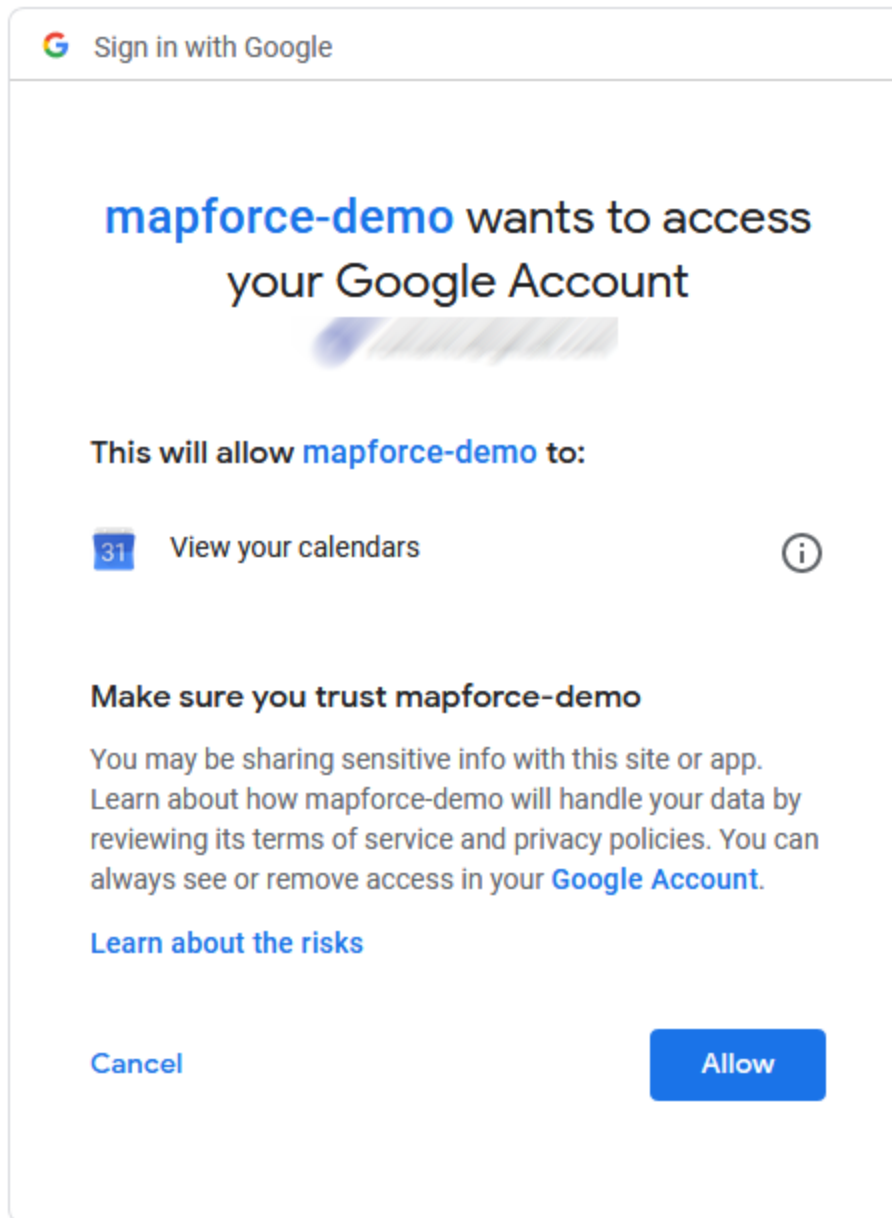 Sign in with Google
mapforce-demo wants to access
your Google Account
This will allow mapforce-demo to:
31
View your calendars
Make sure you trust mapforce-demo
You may be sharing sensitive info with this site or app.
Learn about how mapforce-demo will handle your data by
reviewing its terms of service and privacy policies. You can
always see or remove access in your Google Account.
Learn about the risks
Cancel
Allow